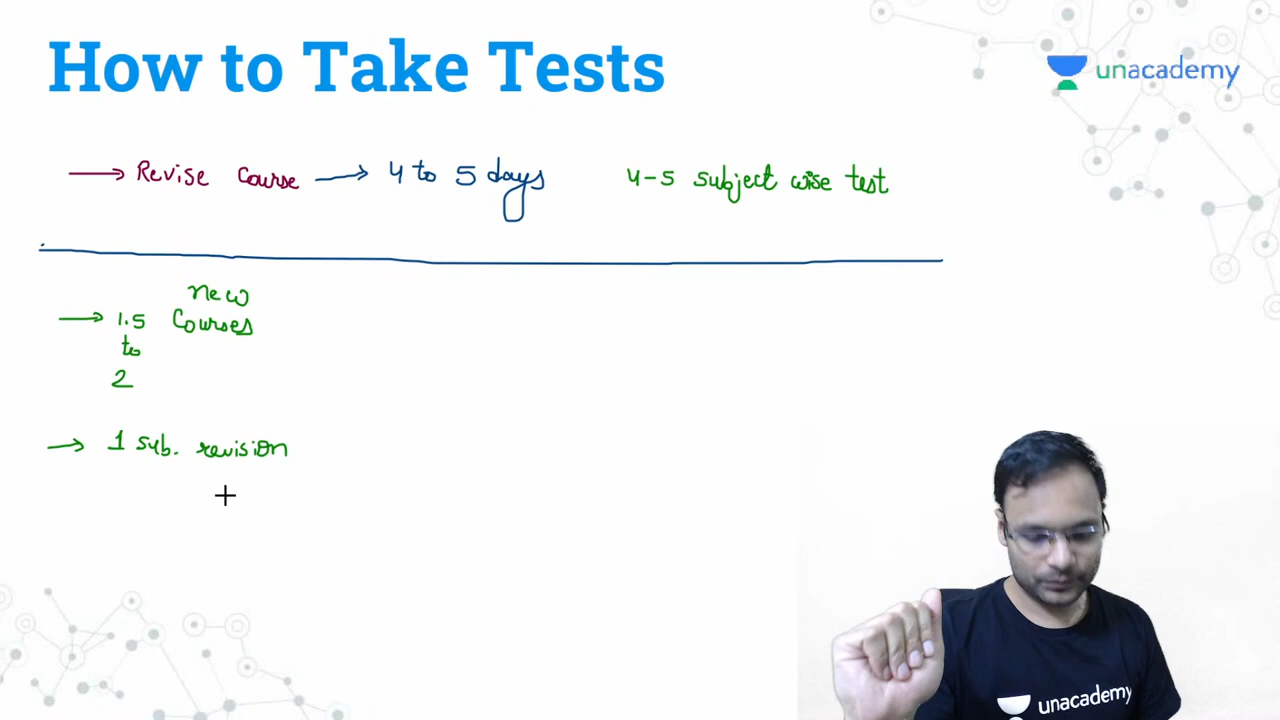 How to Take Tests
unacademy
→ Revise Course → 4 to 5 days 4-5 subject wise test
new
→ 1.5 Courses
to
2
→ 1 sub. revision
unacademy